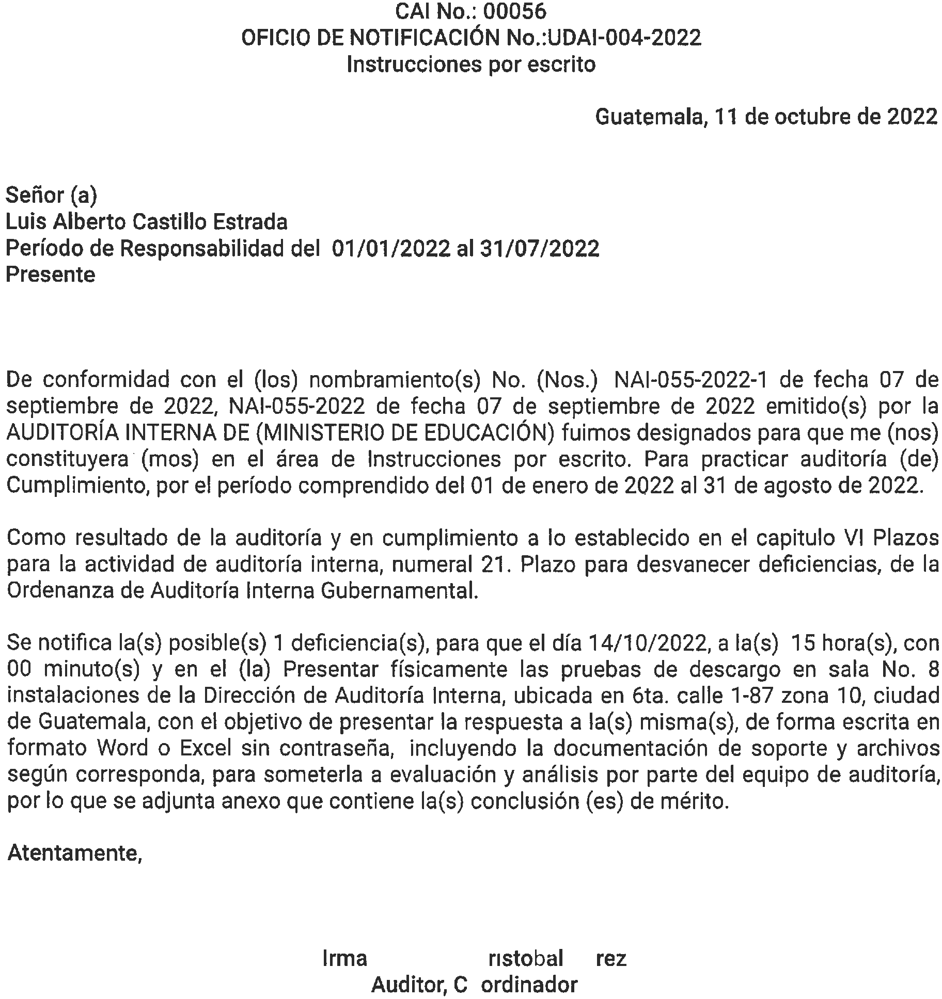 CAI No.: 00056
OFICIO DE NOTIFICACIÓN No.:UDAI-004-2022
Instrucciones por escrito
Guatemala, 11 de octubre de 2022
Señor (a)
Luis Alberto Castillo Estrada
Período de Responsabilidad del 01/01/2022 al 31/07/2022
Presente
De conformidad con el (los) nombramiento(s) No. (Nos.) NAI-055-2022-1 de fecha 07 de
septiembre de 2022, NAI-055-2022 de fecha 07 de septiembre de 2022 emitido(s) por la
AUDITORÍA INTERNA DE (MINISTERIO DE EDUCACIÓN) fuimos designados para que me (nos)
constituyera (mos) en el área de Instrucciones por escrito. Para practicar auditoría (de)
Cumplimiento, por el período comprendido del 01 de enero de 2022 al 31 de agosto de 2022.
Como resultado de la auditoría y en cumplimiento a lo establecido en el capitulo VI Plazos
para la actividad de auditoría interna, numeral 21. Plazo para desvanecer deficiencias, de la
Ordenanza de Auditoría Interna Gubernamental.
Se notifica la(s) posible(s) 1 deficiencia(s), para que el día 14/10/2022, a la(s) 15 hora(s), con
00 minuto(s) y en el (la) Presentar físicamente las pruebas de descargo en sala No. 8
instalaciones de la Dirección de Auditoría Interna, ubicada en 6ta. calle 1-87 zona 10, ciudad
de Guatemala, con el objetivo de presentar la respuesta a la(s) misma(s), de forma escrita en
formato Word o Excel sin contraseña, incluyendo la documentación de soporte y archivos
según corresponda, para someterla a evaluación y análisis por parte del equipo de auditoría,
por lo que se adjunta anexo que contiene la(s) conclusión (es) de mérito.
Atentamente,
Irma ristobal rez
Auditor, C ordinador